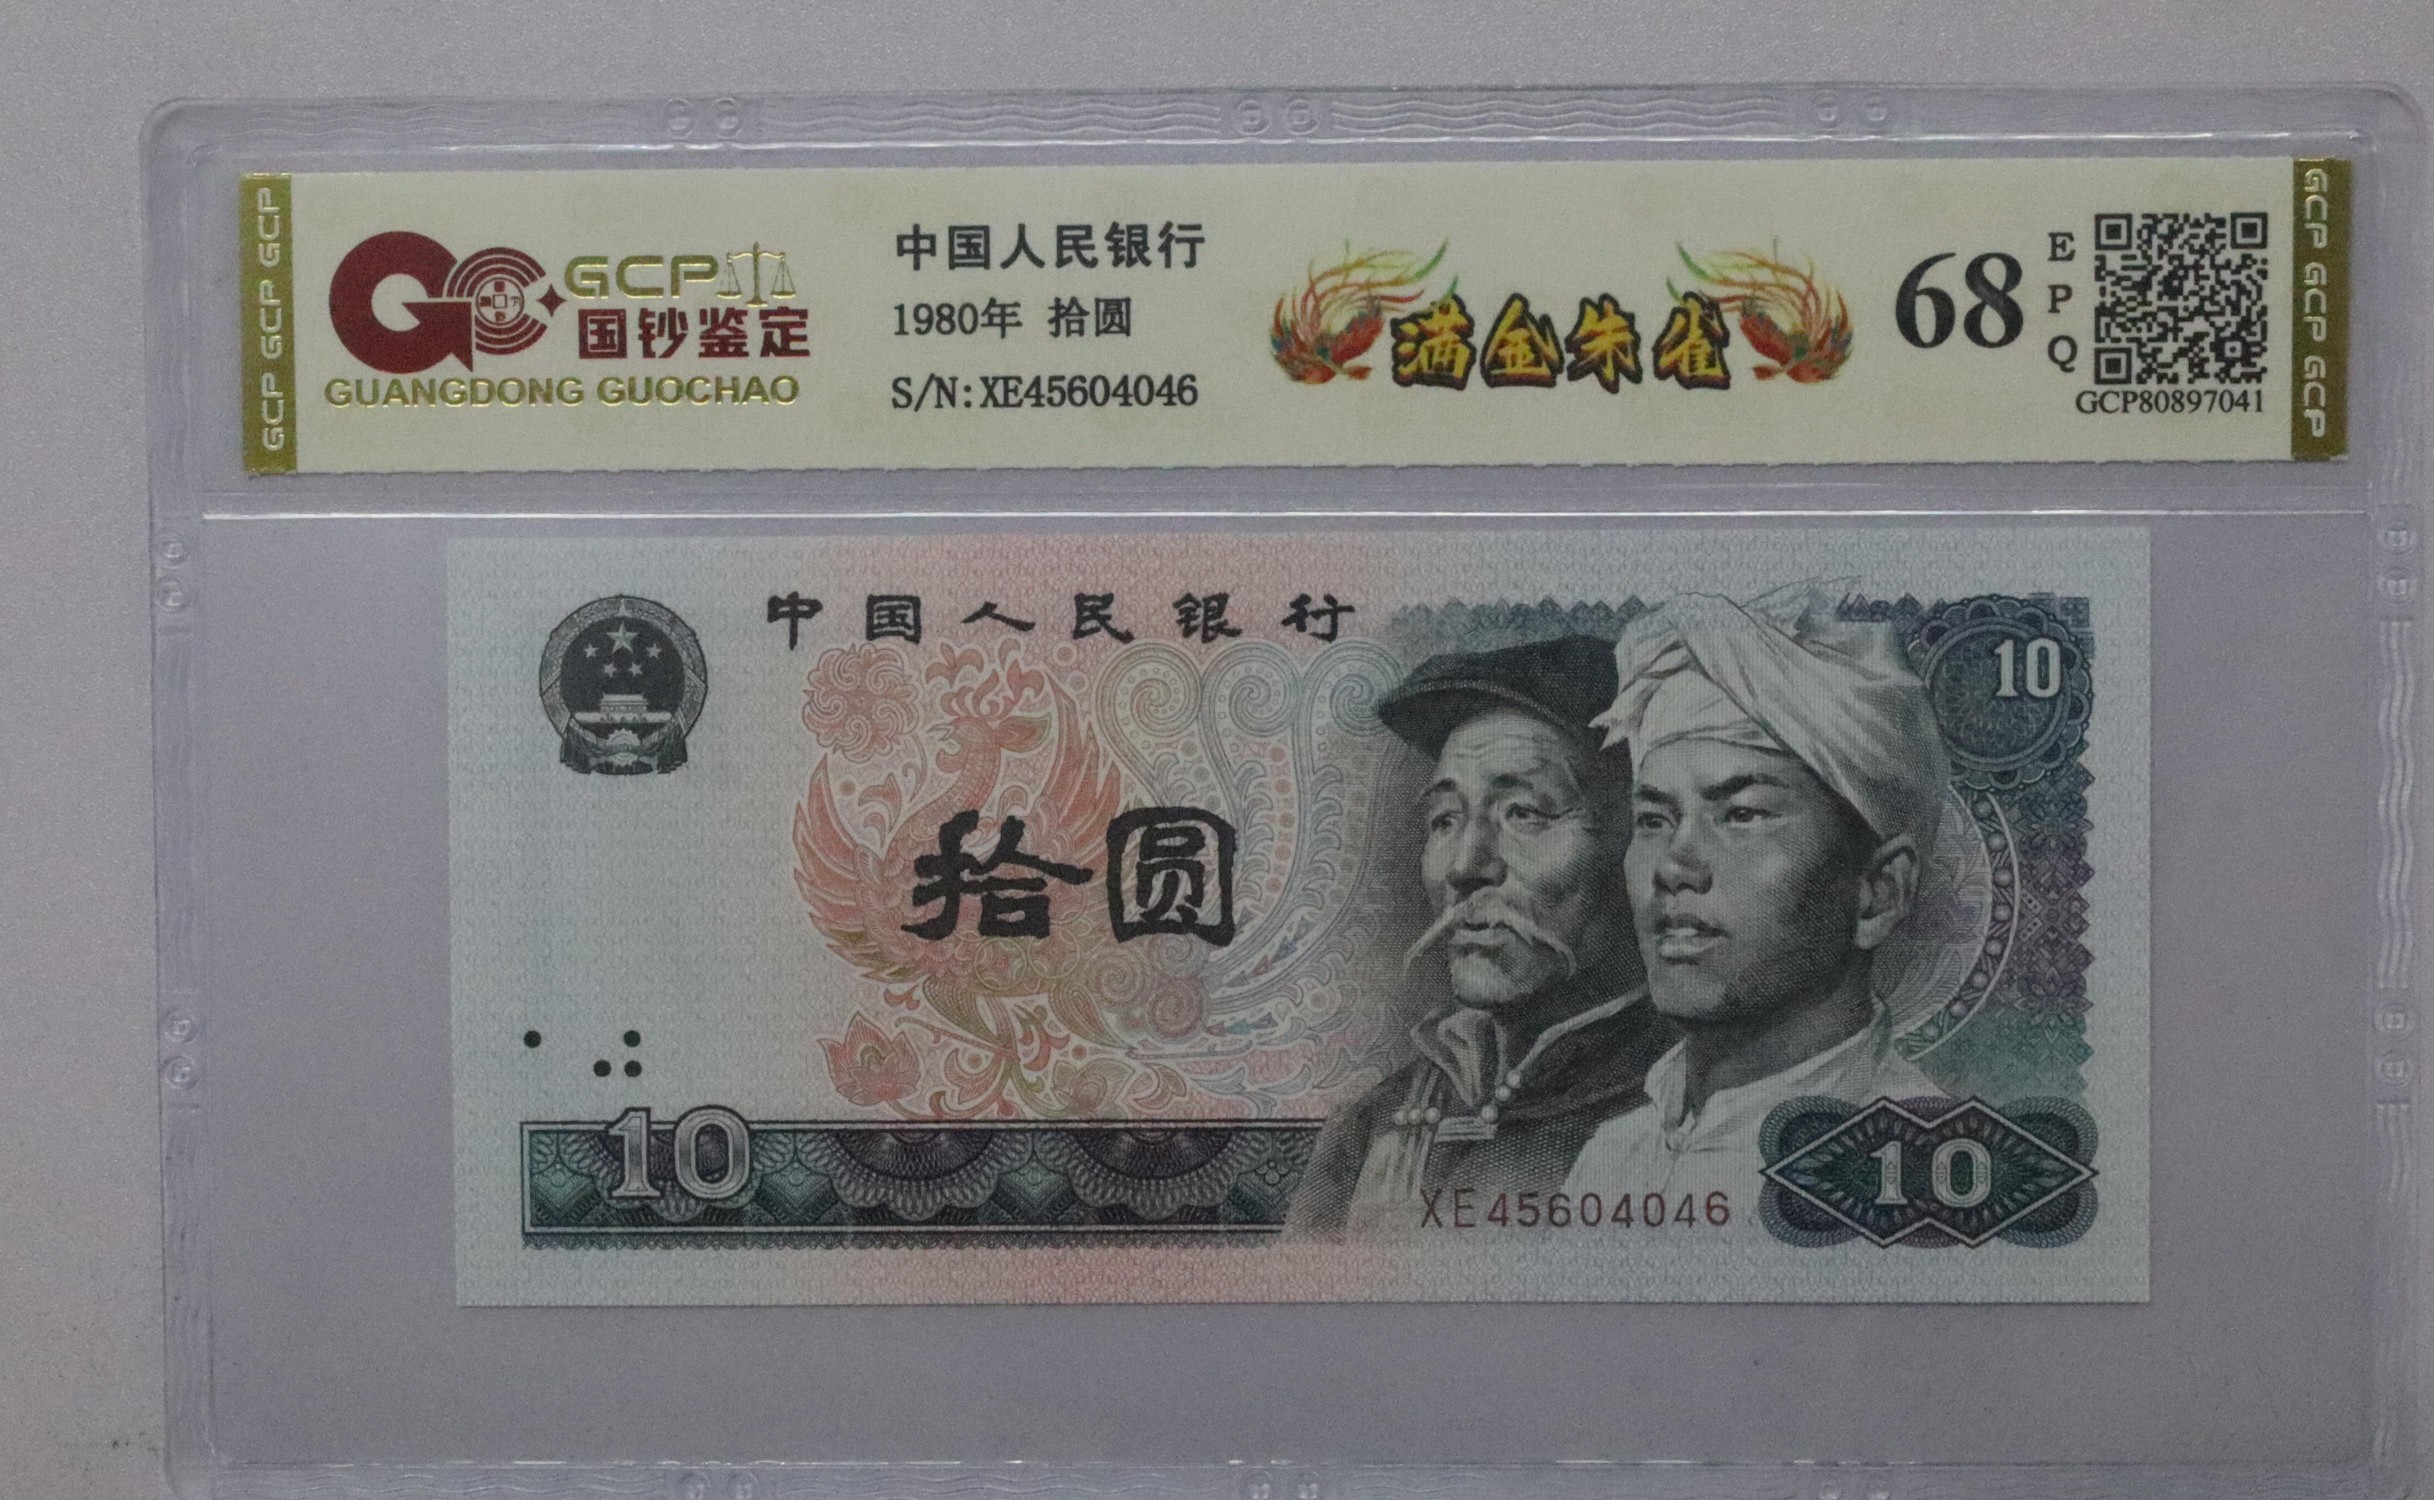 GCP GCP GCP
GCP
国钞鉴定
GUANGDONG GUOCHAO
中国人民银行
1980年 拾圆
S/N:XE45604046
满金朱雀
68
EPQ
GCP80897041
GCP GCP GCP
中国人民银行
10
拾圆
10
XE45604046
10